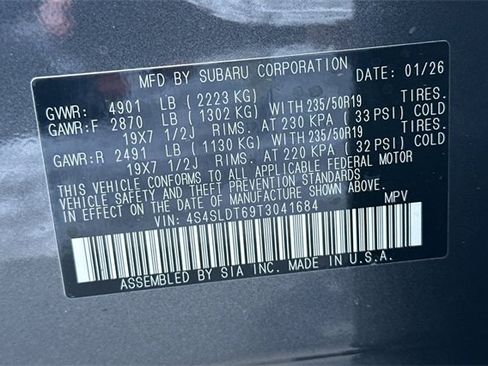 MFD BY SUBARU CORPORATION DATE: 01/26
GVWR: 4901 LB (2223 KG)
GAWR:F 2870 LB (1302 KG) WITH 235/50R19 TIRES.
19X7 1/2J RIMS. AT 230 KPA (33 PSI) COLD
GAWR:R 2491 LB (1130 KG) WITH 235/50R19 TIRES.
19X7 1/2J RIMS. AT 220 KPA (32 PSI) COLD
THIS VEHICLE CONFORMS TO ALL APPLICABLE FEDERAL MOTOR
VEHICLE SAFETY AND THEFT PREVENTION STANDARDS
IN EFFECT ON THE DATE OF MANUFACTURE SHOWN ABOVE.
VIN: 4S4SLDT69T3041684 MPV
ASSEMBLED BY SIA INC. MADE IN U.S.A.